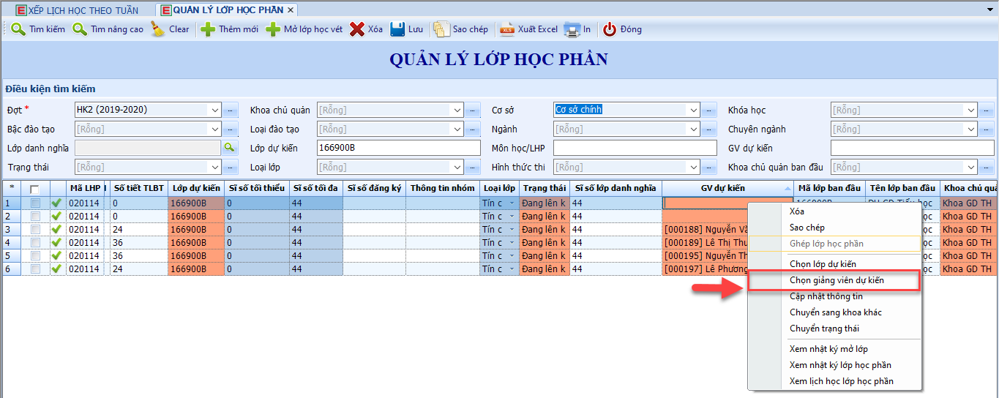 XẾP LỊCH HỌC THEO TUẦN QUẢN LÝ LỚP HỌC PHẦN
Tìm kiếm Tìm nâng cao Clear Thêm mới Mở lớp học vét Xóa Lưu Sao chép Xuất Excel In Đóng
QUẢN LÝ LỚP HỌC PHẦN
Điều kiện tìm kiếm
Đợt * HK2 (2019-2020) ... Khoa chủ quản [Rỗng] ... Cơ sở Cơ sở chính ... Khóa học [Rỗng] ...
Bậc đào tạo [Rỗng] ... Loại đào tạo [Rỗng] ... Ngành [Rỗng] ... Chuyên ngành [Rỗng] ...
Lớp danh nghĩa Lớp dự kiến 166900B Môn học/LHP GV dự kiến
Trạng thái [Rỗng] ... Loại lớp [Rỗng] ... Hình thức thi [Rỗng] ... Khoa chủ quản ban đầu [Rỗng] ...
* Mã LHP Số tiết TLBT Lớp dự kiến Sĩ số tối thiểu Sĩ số tối đa Sĩ số đăng ký Thông tin nhóm Loại lớp Trạng thái Sĩ số lớp danh nghĩa GV dự kiến Mã lớp ban đầu Tên lớp ban đầu Khoa chủ quả
1 020114 0 166900B 0 44 Tín c Đang lên k 44 166900B ĐH GD Tiểu học Khoa GD TH
2 020114 0 166900B 0 44 Tín c Đang lên k 44 học Khoa GD TH
3 020114 24 166900B 0 44 Tín c Đang lên k 44 [000188] Nguyễn Vă học Khoa GD TH
4 020114 36 166900B 0 44 Tín c Đang lên k 44 [000189] Lê Thị Thu học Khoa GD TH
5 020114 36 166900B 0 44 Tín c Đang lên k 44 [000195] Nguyễn Th học Khoa GD TH
6 020114 24 166900B 0 44 Tín c Đang lên k 44 [000197] Lê Phương học Khoa GD TH
Xóa
Sao chép
Ghép lớp học phần
Chọn lớp dự kiến
Chọn giảng viên dự kiến
Cập nhật thông tin
Chuyển sang khoa khác
Chuyển trạng thái
Xem nhật ký mở lớp
Xem nhật ký lớp học phần
Xem lịch học lớp học phần